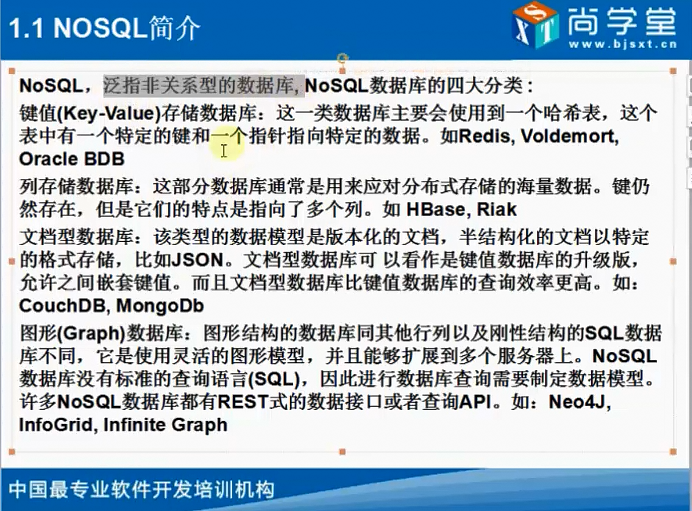 1.1 NOSQL简介
SXT
尚学堂
www.bjsxt.cn
NoSQL，泛指非关系型的数据库, NoSQL数据库的四大分类：
键值(Key-Value)存储数据库：这一类数据库主要会使用到一个哈希表，这个
表中有一个特定的键和一个指针指向特定的数据。如Redis, Voldemort,
Oracle BDB
列存储数据库：这部分数据库通常是用来应对分布式存储的海量数据。键仍
然存在，但是它们的特点是指向了多个列。如 HBase, Riak
文档型数据库：该类型的数据模型是版本化的文档，半结构化的文档以特定
的格式存储，比如JSON。文档型数据库可 以看作是键值数据库的升级版，
允许之间嵌套键值。而且文档型数据库比键值数据库的查询效率更高。如：
CouchDB, MongoDb
图形(Graph)数据库：图形结构的数据库同其他行列以及刚性结构的SQL数据
库不同，它是使用灵活的图形模型，并且能够扩展到多个服务器上。NoSQL
数据库没有标准的查询语言(SQL)，因此进行数据库查询需要制定数据模型。
许多NoSQL数据库都有REST式的数据接口或者查询API。如：Neo4J,
InfoGrid, Infinite Graph
中国最专业软件开发培训机构